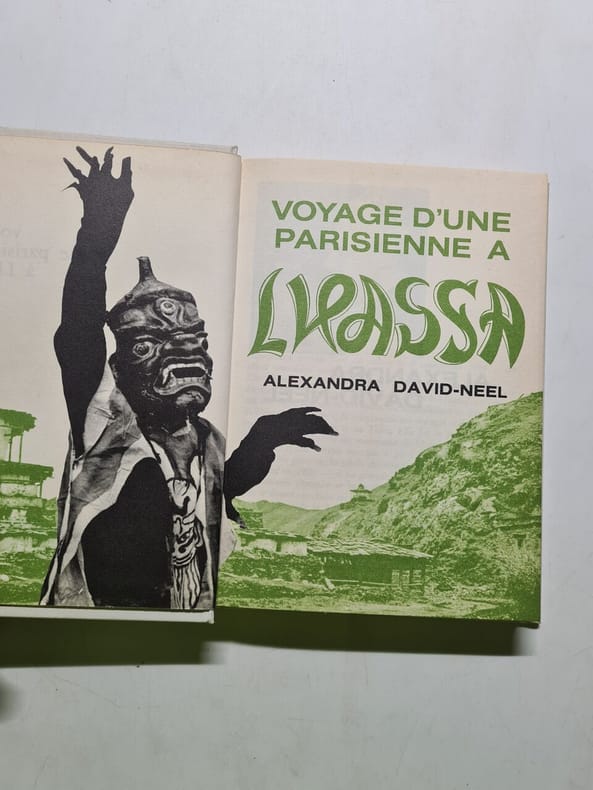 VOYAGE D'UNE
PARISIENNE A
LHASSA
ALEXANDRA DAVID-NEEL